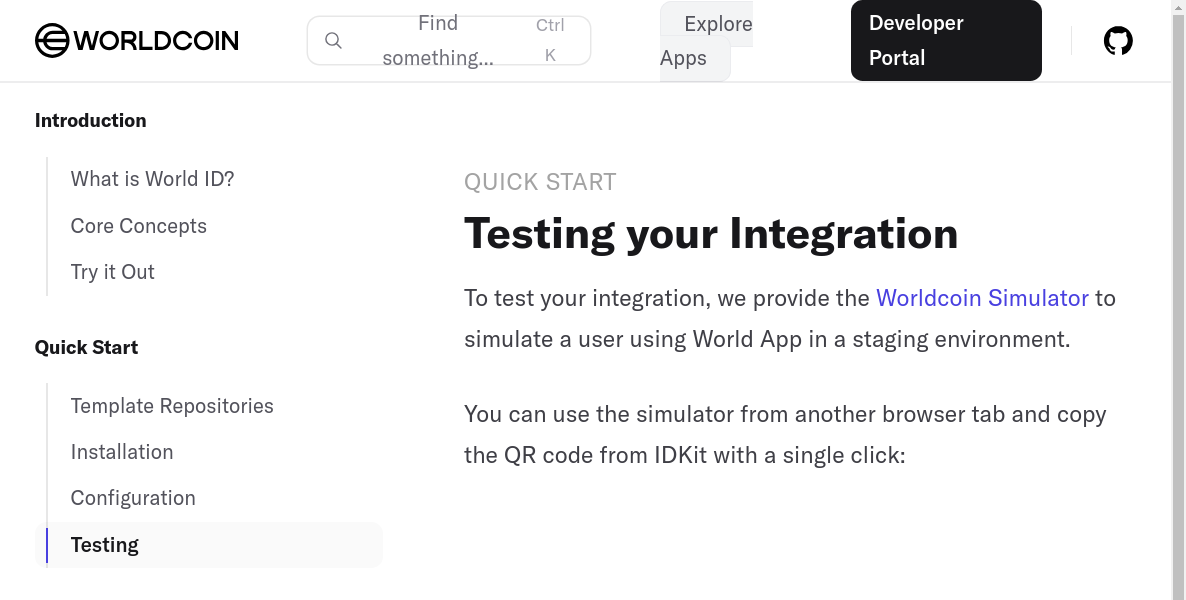 WORLDCOIN
Find something...
Ctrl K
Explore Apps
Developer Portal
Introduction
What is World ID?
Core Concepts
Try it Out
Quick Start
Template Repositories
Installation
Configuration
Testing
QUICK START
Testing your Integration
To test your integration, we provide the Worldcoin Simulator to
simulate a user using World App in a staging environment.
You can use the simulator from another browser tab and copy
the QR code from IDKit with a single click: